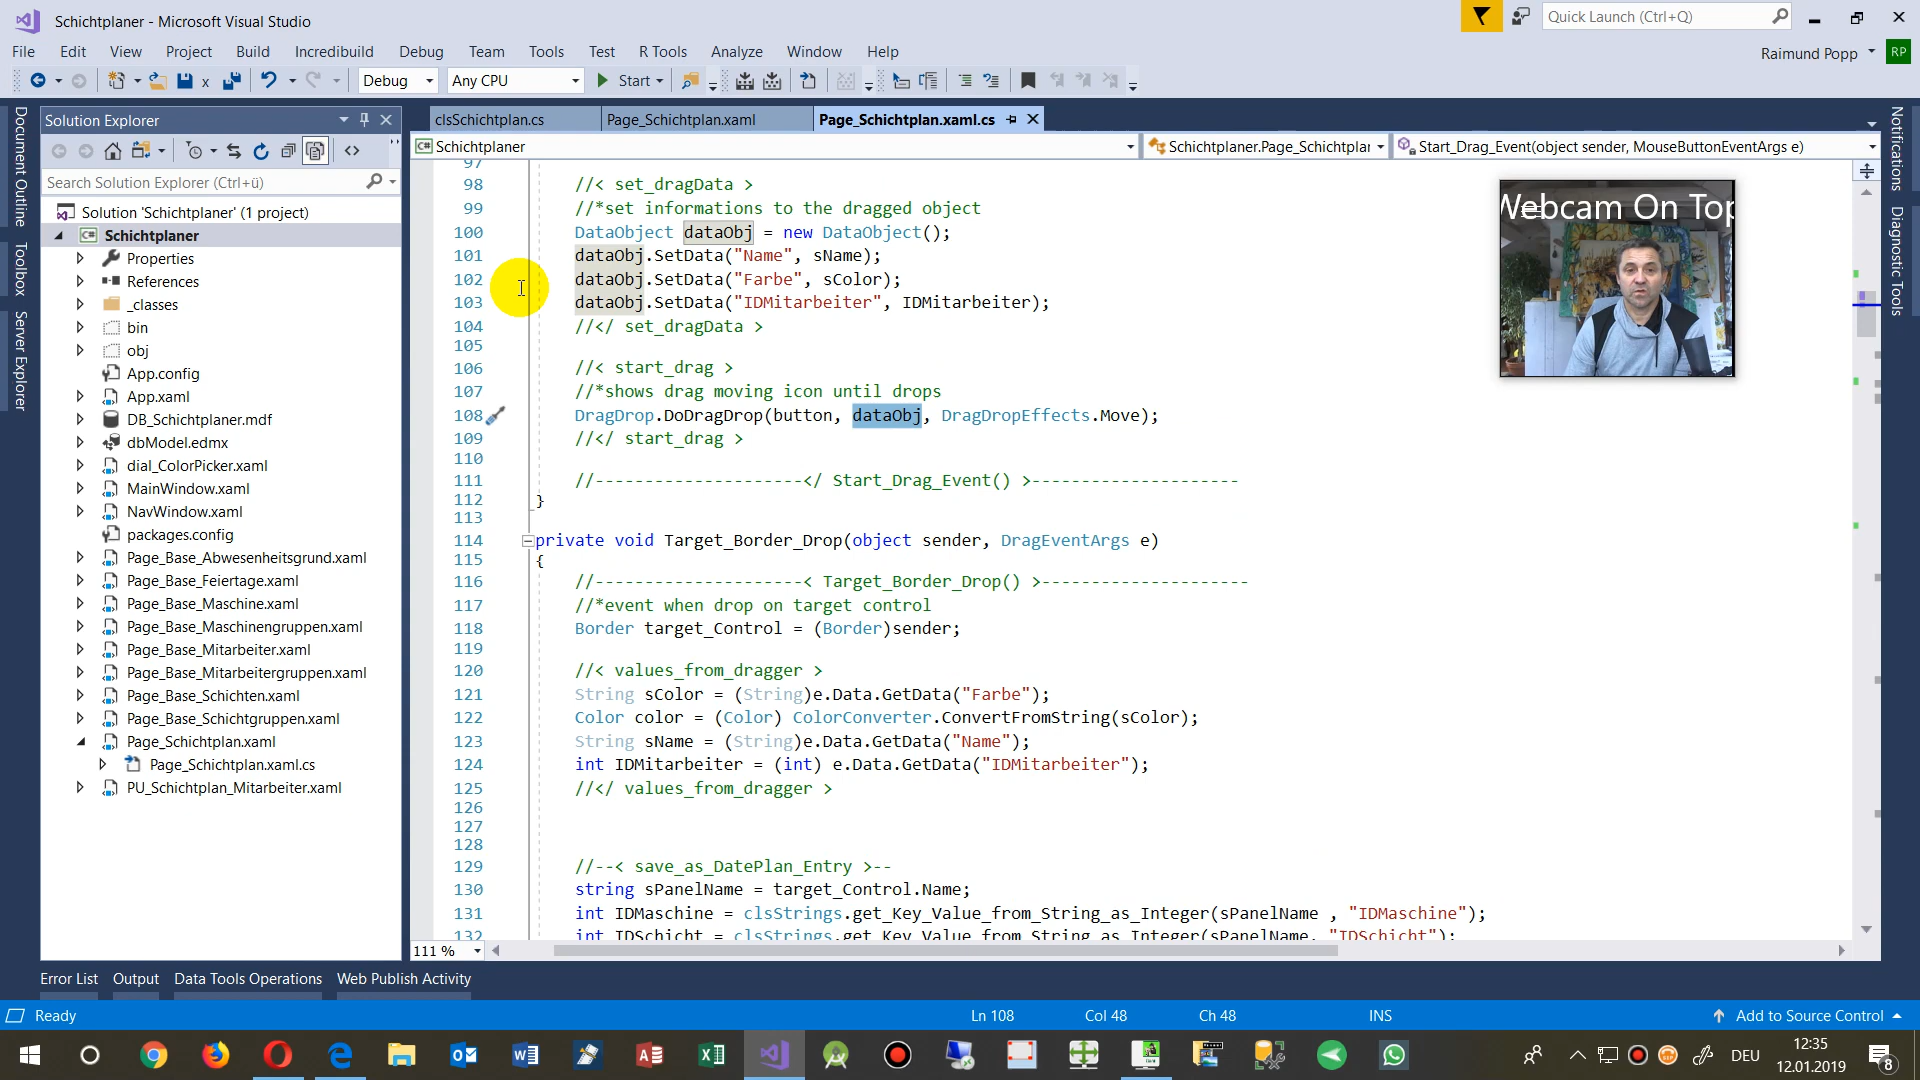 Schichtplaner - Microsoft Visual Studio
Quick Launch (Ctrl+Q)
File Edit View Project Build Incredibuild Debug Team Tools Test R Tools Analyze Window Help
Raimund Popp RP
Debug Any CPU Start
Document Outline
Toolbox
Server Explorer
Solution Explorer
Search Solution Explorer (Ctrl+ü)
Solution 'Schichtplaner' (1 project)
Schichtplaner
Properties
References
_classes
bin
obj
App.config
App.xaml
DB_Schichtplaner.mdf
dbModel.edmx
dial_ColorPicker.xaml
MainWindow.xaml
NavWindow.xaml
packages.config
Page_Base_Abwesenheitsgrund.xaml
Page_Base_Feiertage.xaml
Page_Base_Maschine.xaml
Page_Base_Maschinengruppen.xaml
Page_Base_Mitarbeiter.xaml
Page_Base_Mitarbeitergruppen.xaml
Page_Base_Schichten.xaml
Page_Base_Schichtgruppen.xaml
Page_Schichtplan.xaml
Page_Schichtplan.xaml.cs
PU_Schichtplan_Mitarbeiter.xaml
clsSchichtplan.cs Page_Schichtplan.xaml Page_Schichtplan.xaml.cs
Schichtplaner Schichtplaner.Page_Schichtplar Start_Drag_Event(object sender, MouseButtonEventArgs e)
97
98 //< set_dragData >
99 //*set informations to the dragged object
100 DataObject dataObj = new DataObject();
101 dataObj.SetData("Name", sName);
102 dataObj.SetData("Farbe", sColor);
103 dataObj.SetData("IDMitarbeiter", IDMitarbeiter);
104 //</ set_dragData >
105
106 //< start_drag >
107 //*shows drag moving icon until drops
108 DragDrop.DoDragDrop(button, dataObj, DragDropEffects.Move);
109 //</ start_drag >
110
111 //---------------------</ Start_Drag_Event() >---------------------
112 }
113
114 private void Target_Border_Drop(object sender, DragEventArgs e)
115 {
116 //---------------------< Target_Border_Drop() >---------------------
117 //*event when drop on target control
118 Border target_Control = (Border)sender;
119
120 //< values_from_dragger >
121 String sColor = (String)e.Data.GetData("Farbe");
122 Color color = (Color) ColorConverter.ConvertFromString(sColor);
123 String sName = (String)e.Data.GetData("Name");
124 int IDMitarbeiter = (int) e.Data.GetData("IDMitarbeiter");
125 //</ values_from_dragger >
126
127
128
129 //--< save_as_DatePlan_Entry >--
130 string sPanelName = target_Control.Name;
131 int IDMaschine = clsStrings.get_Key_Value_from_String_as_Integer(sPanelName , "IDMaschine");
132 int IDSchicht = clsStrings.get_Key_Value_from_String_as_Integer(sPanelName, "IDSchicht");
Webcam On Top
Notifications
Diagnostic Tools
111 %
Error List Output Data Tools Operations Web Publish Activity
Ready Ln 108 Col 48 Ch 48 INS Add to Source Control
DEU 12:35
12.01.2019
8